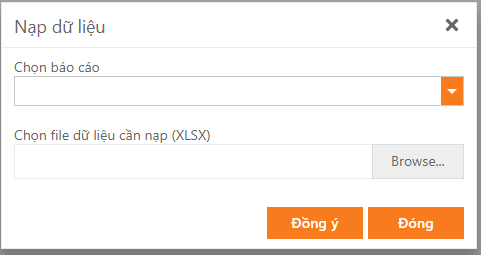 Nạp dữ liệu
Chọn báo cáo
Chọn file dữ liệu cần nạp (XLSX)
Browse...
Đồng ý
Đóng